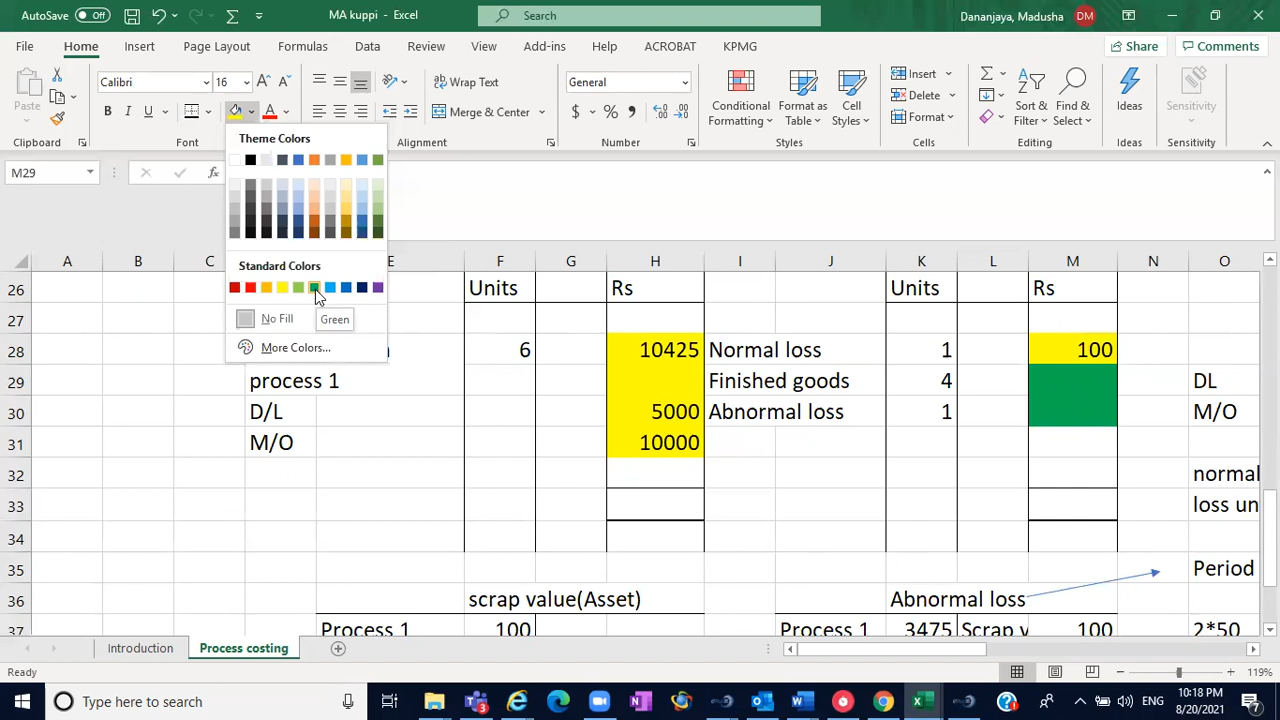 AutoSave Off MA kuppi - Excel Search Dananjaya, Madusha DM
File Home Introduction Page Layout Formulas Data Review View Add-ins Help ACROBAT KPMG Share Comments
Paste Calibri 16 A A Wrap Text General Conditional Formatting Format as Table Cell Styles Insert Sort & Filter Find & Select Ideas Sensitivity
B I U A Merge & Center $ % Delete
Format
Clipboard Font Alignment Number Styles Cells Editing Ideas Sensitivity
Theme Colors
M29 fx
A B C E F G H I J K L M N O
Standard Colors
26 Units Rs Units Rs
27 No Fill Green
28 6 10425 Normal loss 1 100
More Colors...
29 process 1 Finished goods 4 DL
30 D/L 5000 Abnormal loss 1 M/O
31 M/O 10000
32 normal
33 loss un
34
35 Period
36 scrap value(Asset) Abnormal loss
37 Process 1 100 Process 1 3475 Scrap v 100 2*50
Introduction Process costing
Ready 119%
Type here to search 3 ENG 10:18 PM 7
8/20/2021